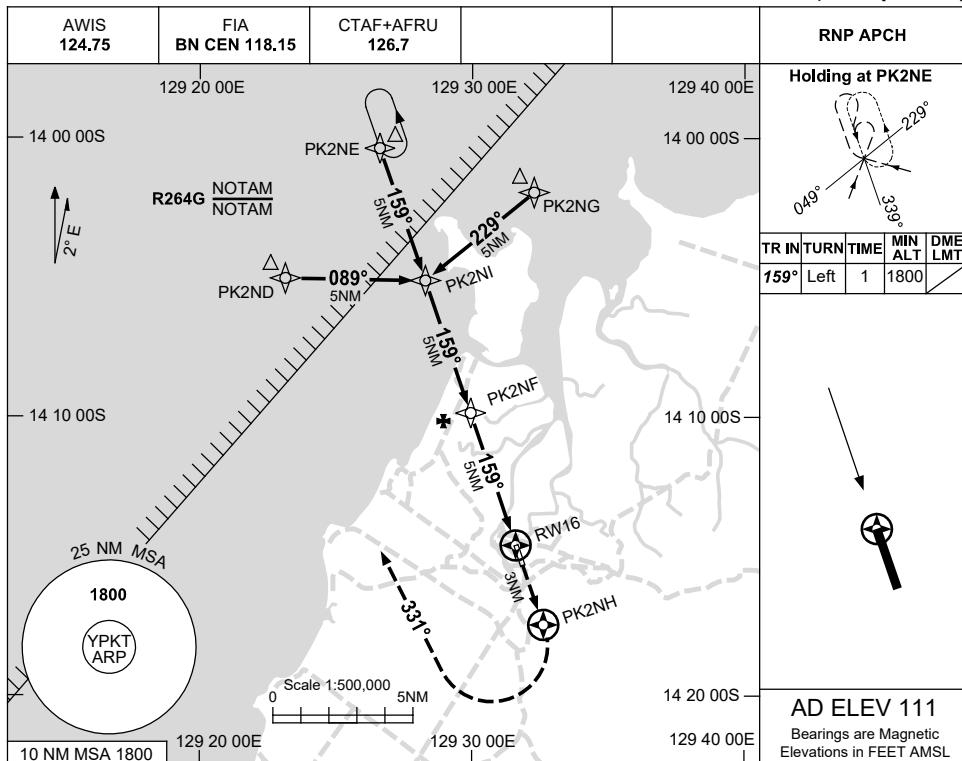 AWIS
124.75
FIA
BN CEN 118.15
CTAF+AFRU
126.7
RNP APCH
129 20 00E
129 30 00E
129 40 00E
14 00 00S
14 00 00S
PK2NE
R264G NOTAM
NOTAM
2° E
159°
5NM
PK2NG
229°
5NM
PK2ND
089°
5NM
PK2NI
159°
5NM
PK2NF
14 10 00S
14 10 00S
159°
5NM
RW16
3NM
PK2NH
331°
25 NM MSA
1800
YPKT
ARP
Scale 1:500,000
0
5NM
14 20 00S
10 NM MSA 1800
129 20 00E
129 30 00E
129 40 00E
Holding at PK2NE
229°
049°
339°
TR IN TURN TIME MIN ALT DME LMT
159° Left 1 1800
AD ELEV 111
Bearings are Magnetic
Elevations in FEET AMSL